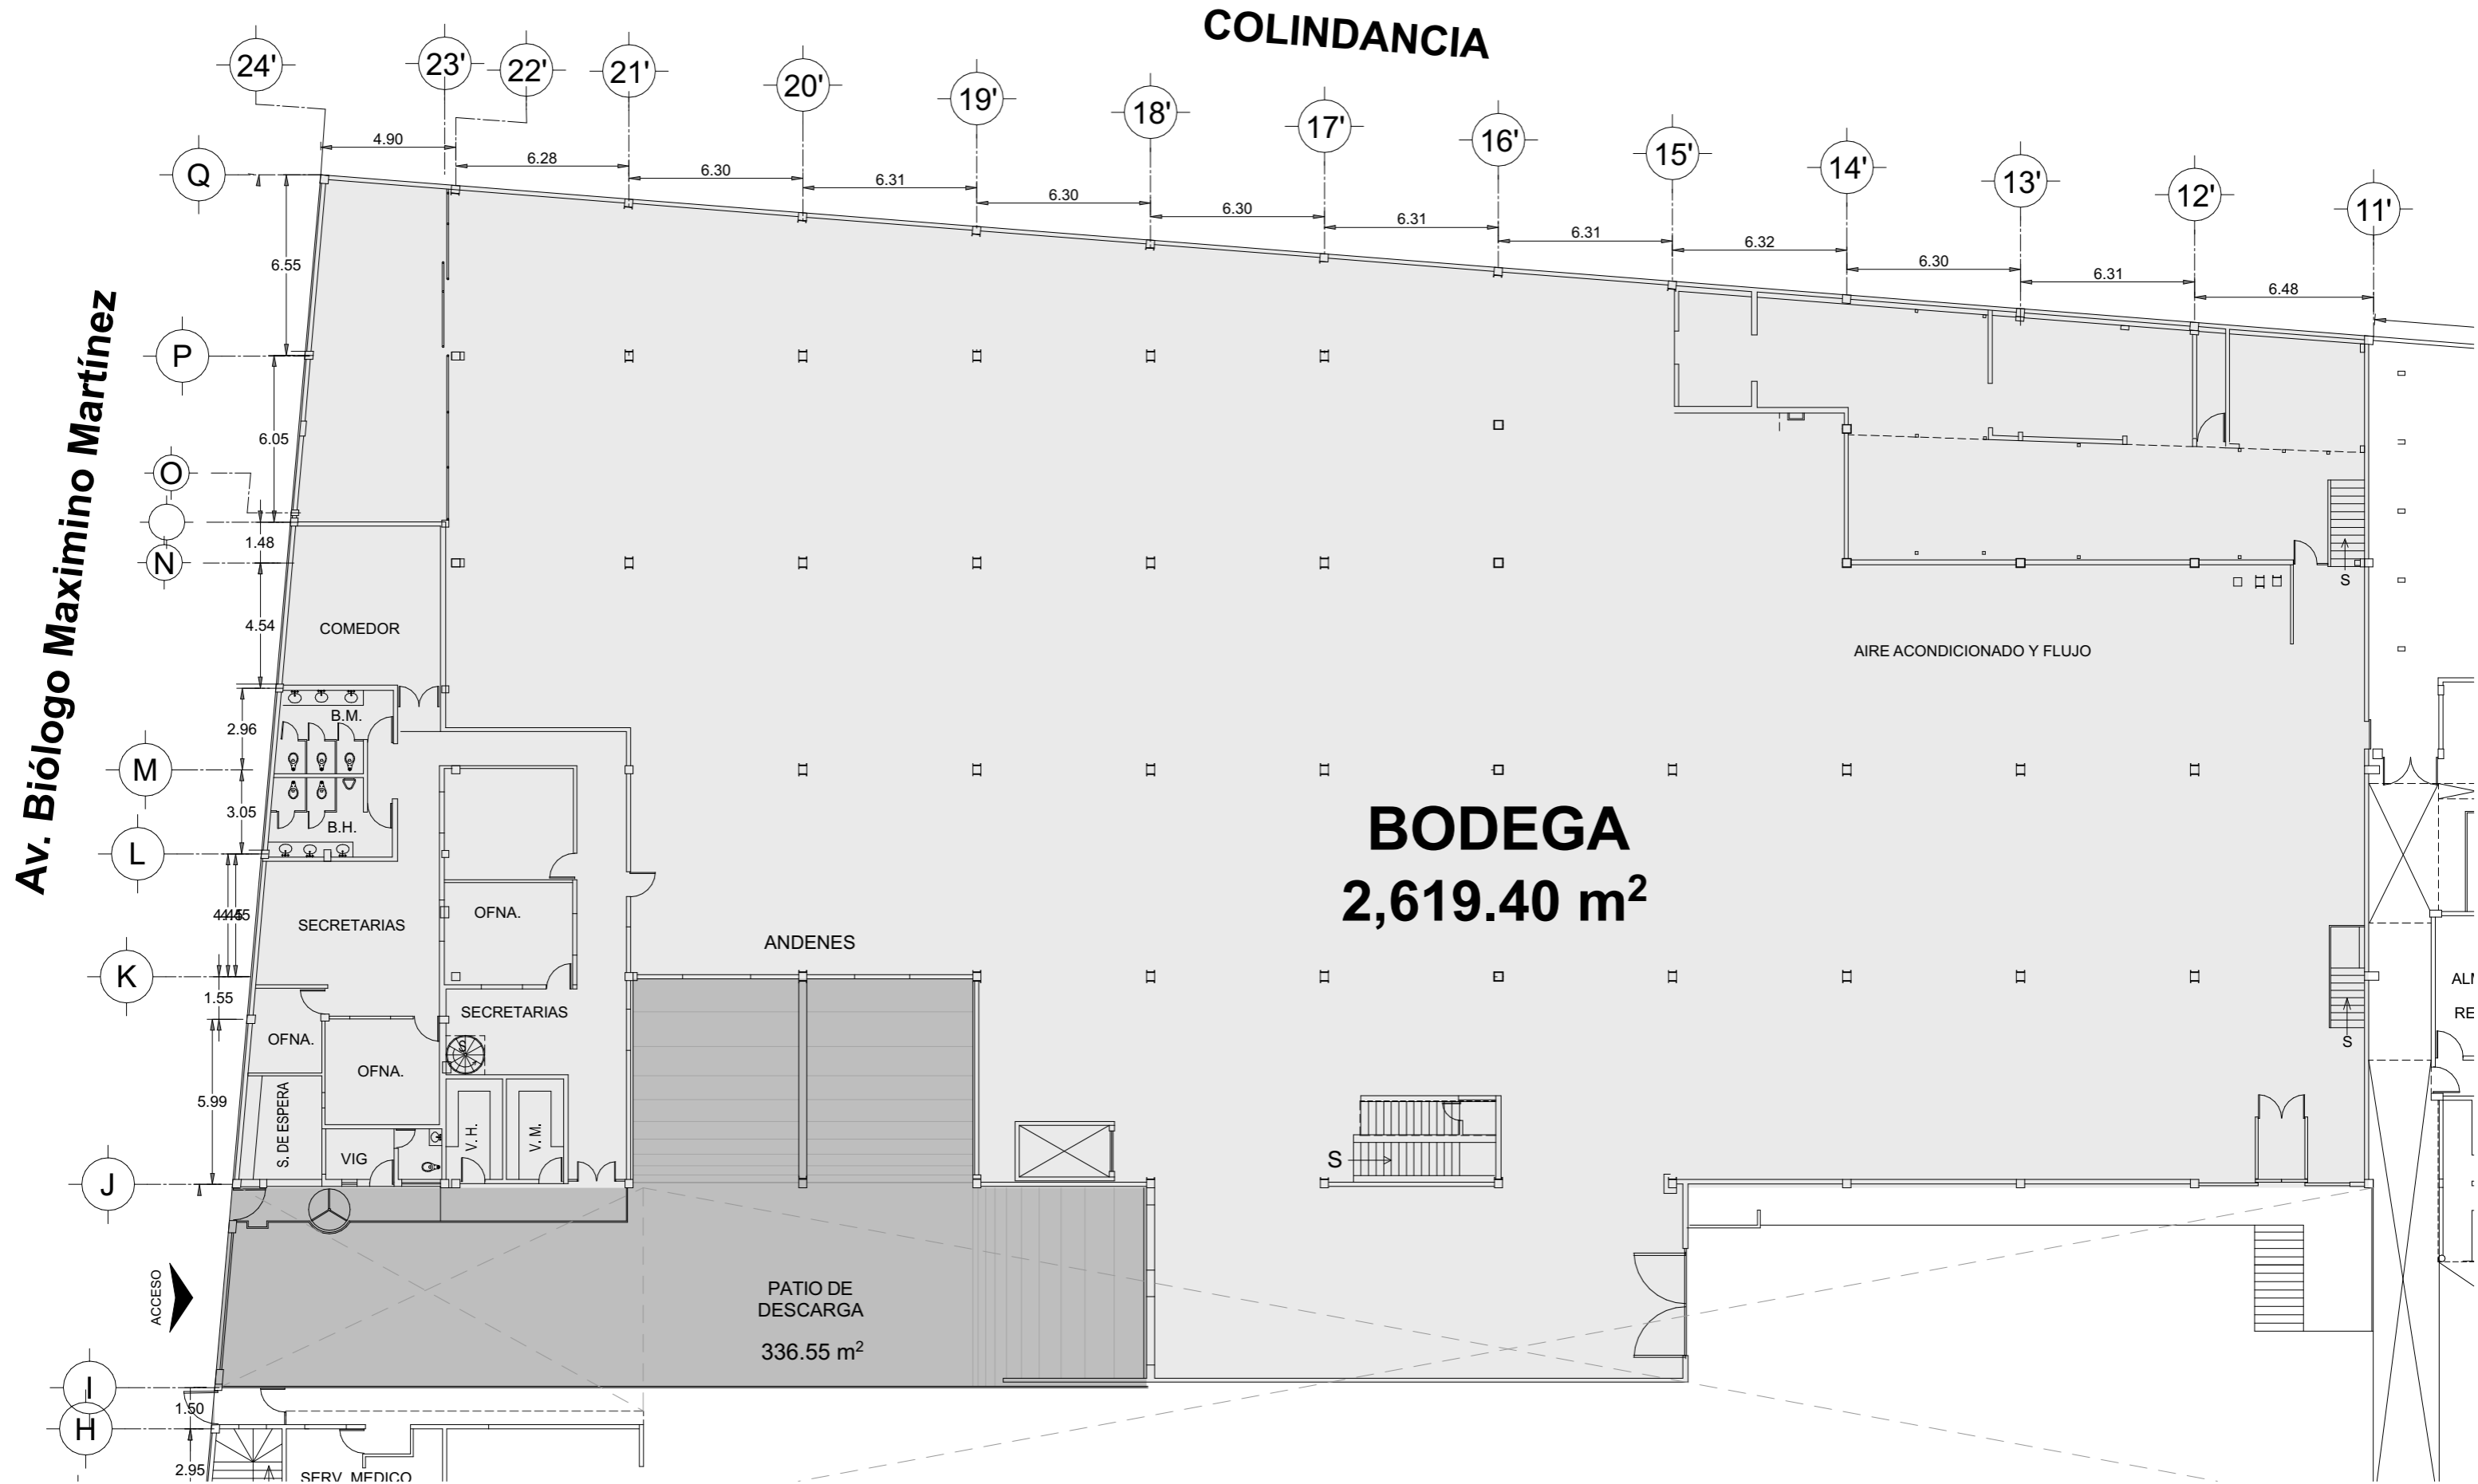 COLINDANCIA
24'
23'
22'
21'
20'
19'
18'
17'
16'
15'
14'
13'
12'
11'
4.90
6.28
6.30
6.31
6.30
6.30
6.31
6.31
6.32
6.30
6.31
6.48
Q
6.55
P
6.05
O
1.48
N
4.54
2.96
M
3.05
L
K
1.55
5.99
J
I
1.50
H
2.95
Av. Biólogo Maximino Martínez
COMEDOR
B.M.
B.H.
SECRETARIAS
OFNA.
ANDENES
SECRETARIAS
OFNA.
OFNA.
S
S. DE ESPERA
VIG
V. H.
V. M.
AIRE ACONDICIONADO Y FLUJO
S
BODEGA
2,619.40 m²
S
S
ACCESO
PATIO DE
DESCARGA
336.55 m²
SERV. MEDICO